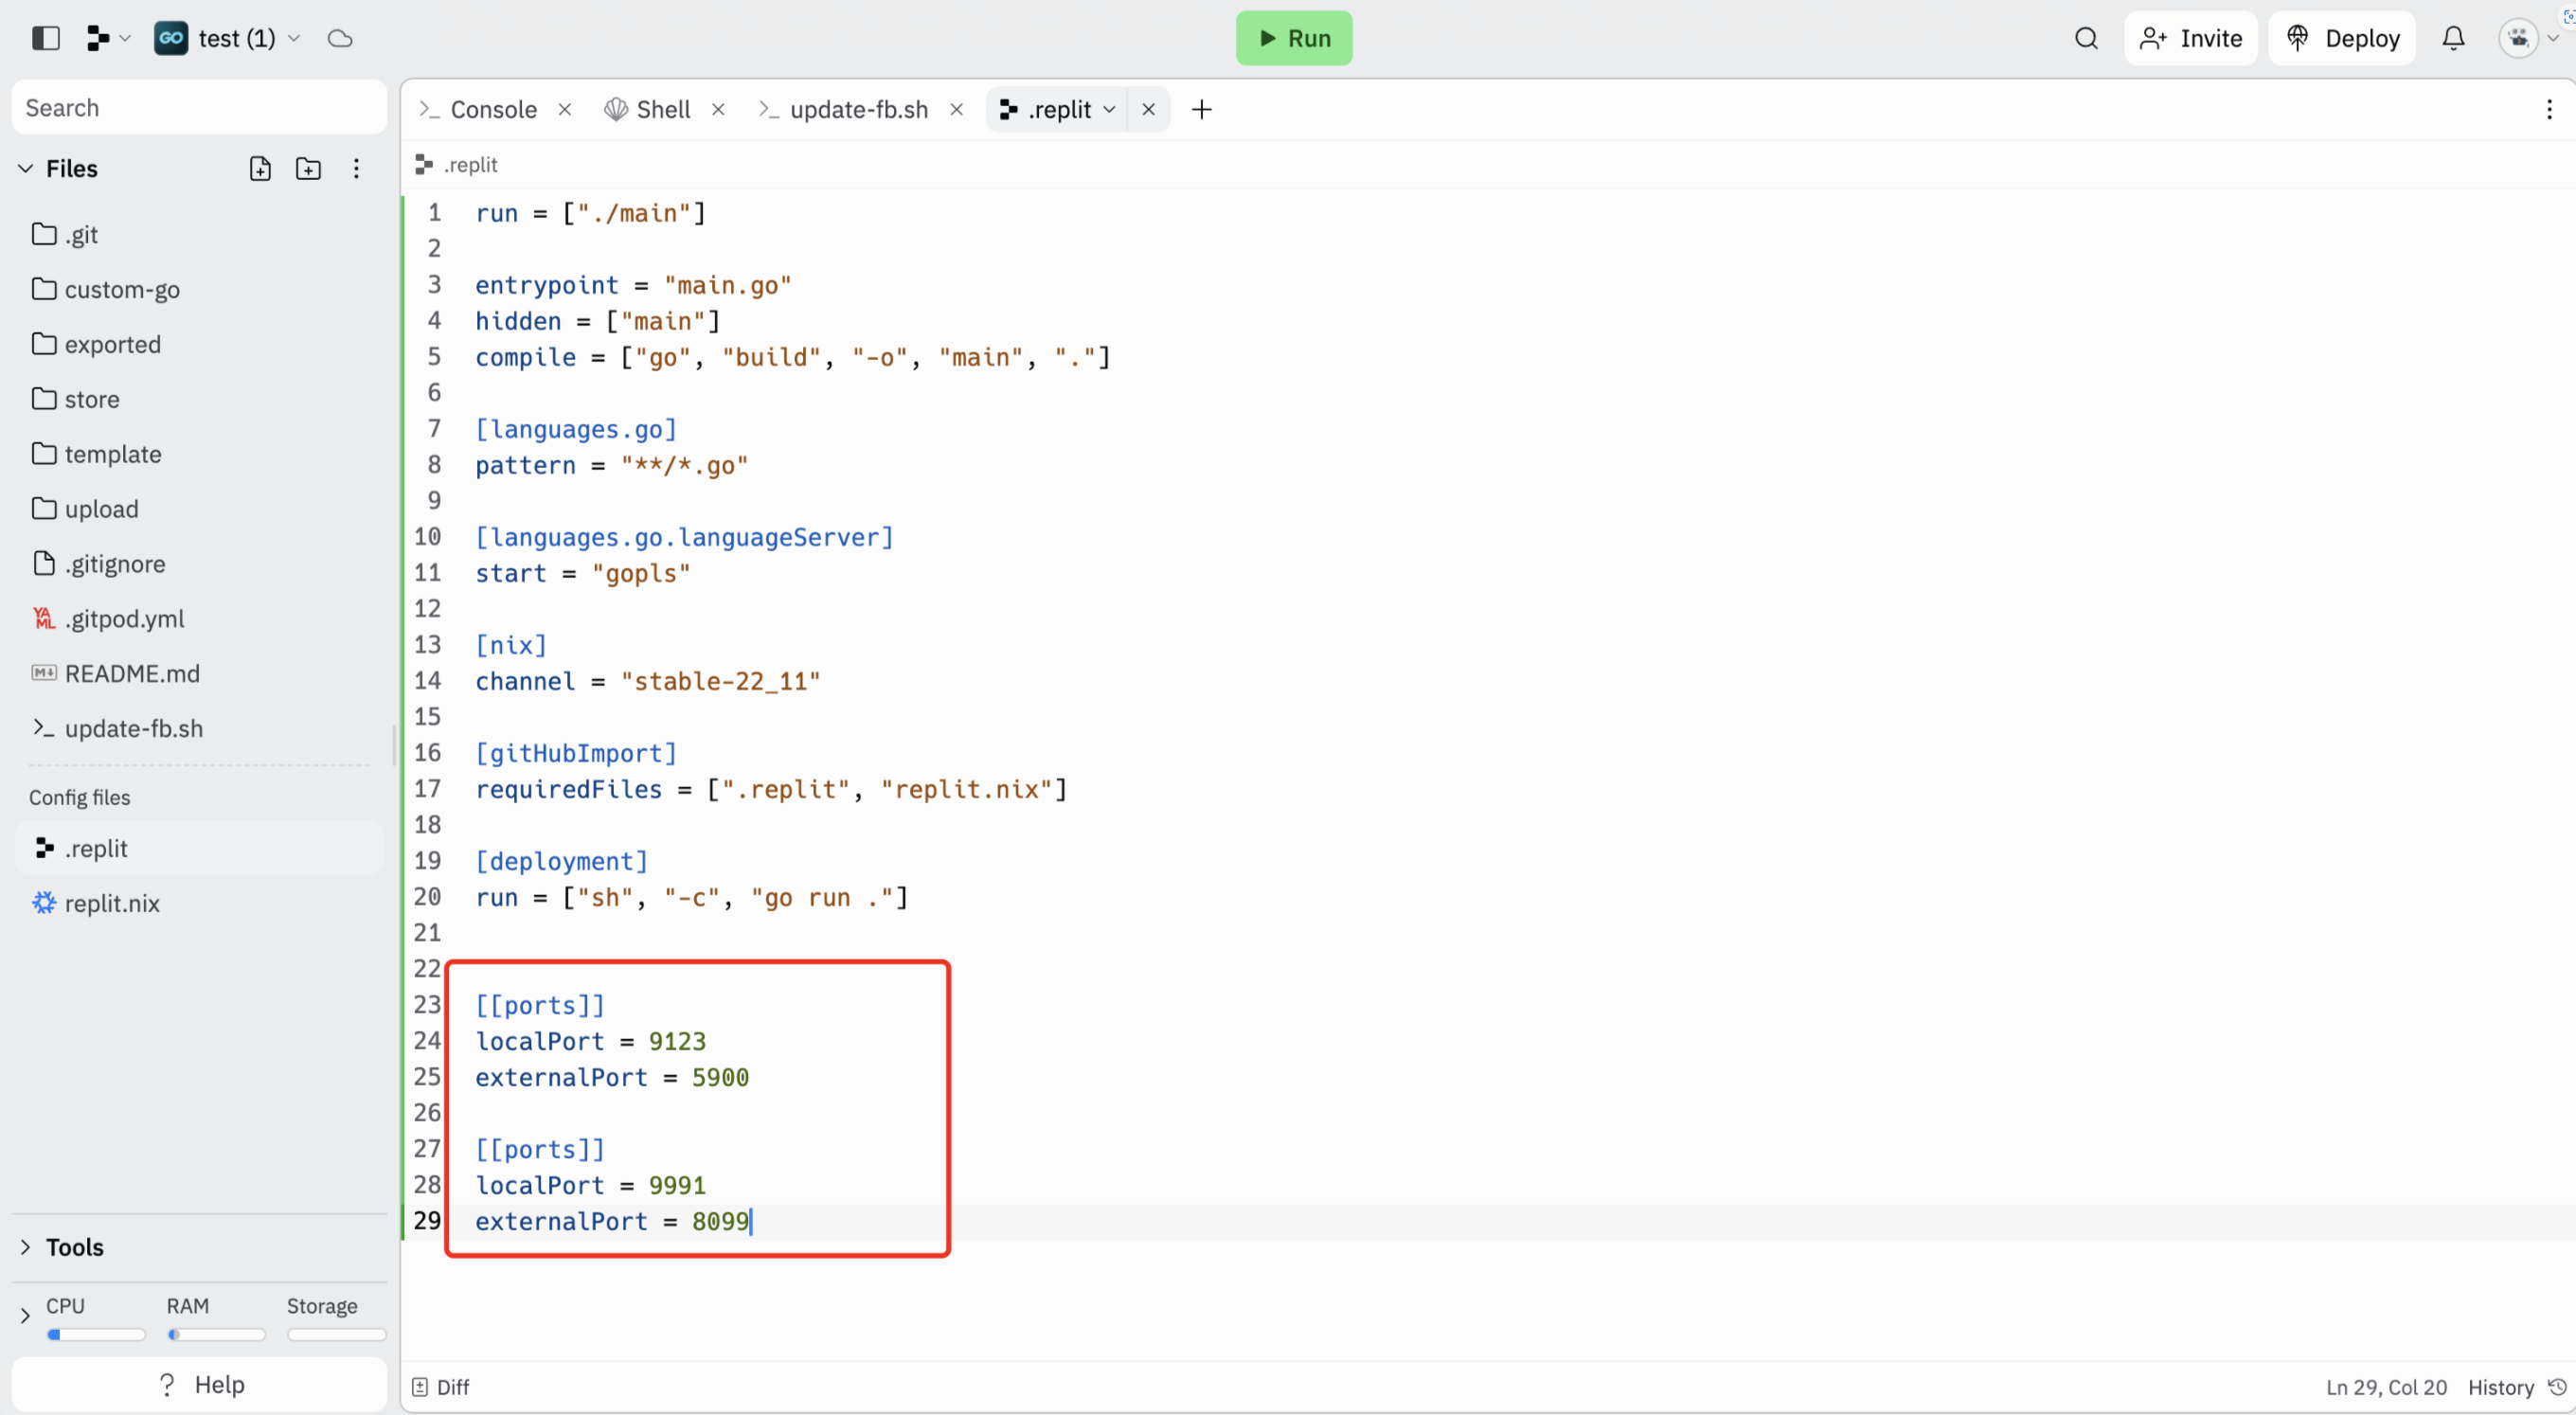 GO test (1)
Run
Invite
Deploy
Search
Files
.git
custom-go
exported
store
template
upload
.gitignore
YAML .gitpod.yml
M README.md
>_ update-fb.sh
Config files
.replit
replit.nix
Tools
CPU RAM Storage
? Help
>_ Console × Shell × >_ update-fb.sh × .replit × +
.replit
1 run = ["./main"]
2
3 entrypoint = "main.go"
4 hidden = ["main"]
5 compile = ["go", "build", "-o", "main", "."]
6
7 [languages.go]
8 pattern = "**/*.go"
9
10 [languages.go.languageServer]
11 start = "gopls"
12
13 [nix]
14 channel = "stable-22_11"
15
16 [gitHubImport]
17 requiredFiles = [".replit", "replit.nix"]
18
19 [deployment]
20 run = ["sh", "-c", "go run ."]
21
22
23 [[ports]]
24 localPort = 9123
25 externalPort = 5900
26
27 [[ports]]
28 localPort = 9991
29 externalPort = 8099
Diff
Ln 29, Col 20 History